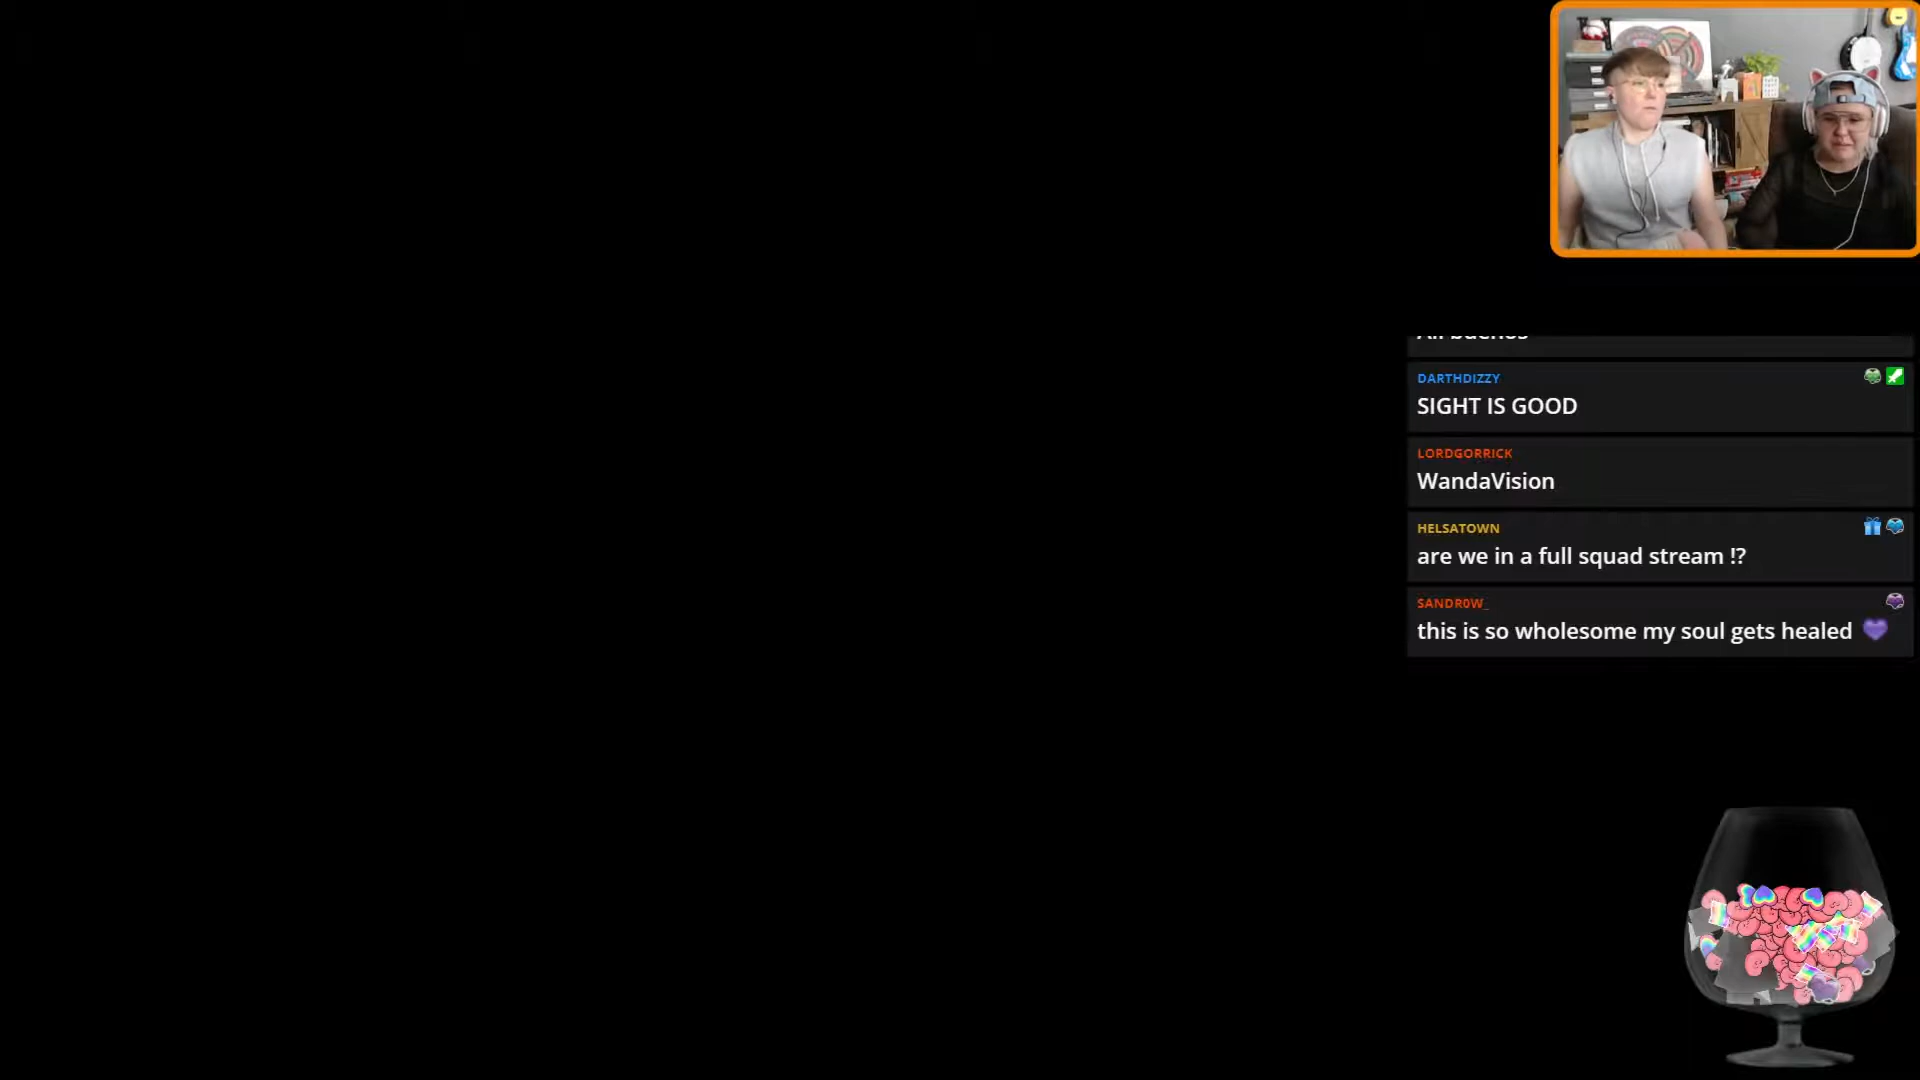 DARTHDIZZY
SIGHT IS GOOD
LORDGORRICK
WandaVision
HELSATOWN
are we in a full squad stream !?
SANDR0W_
this is so wholesome my soul gets healed